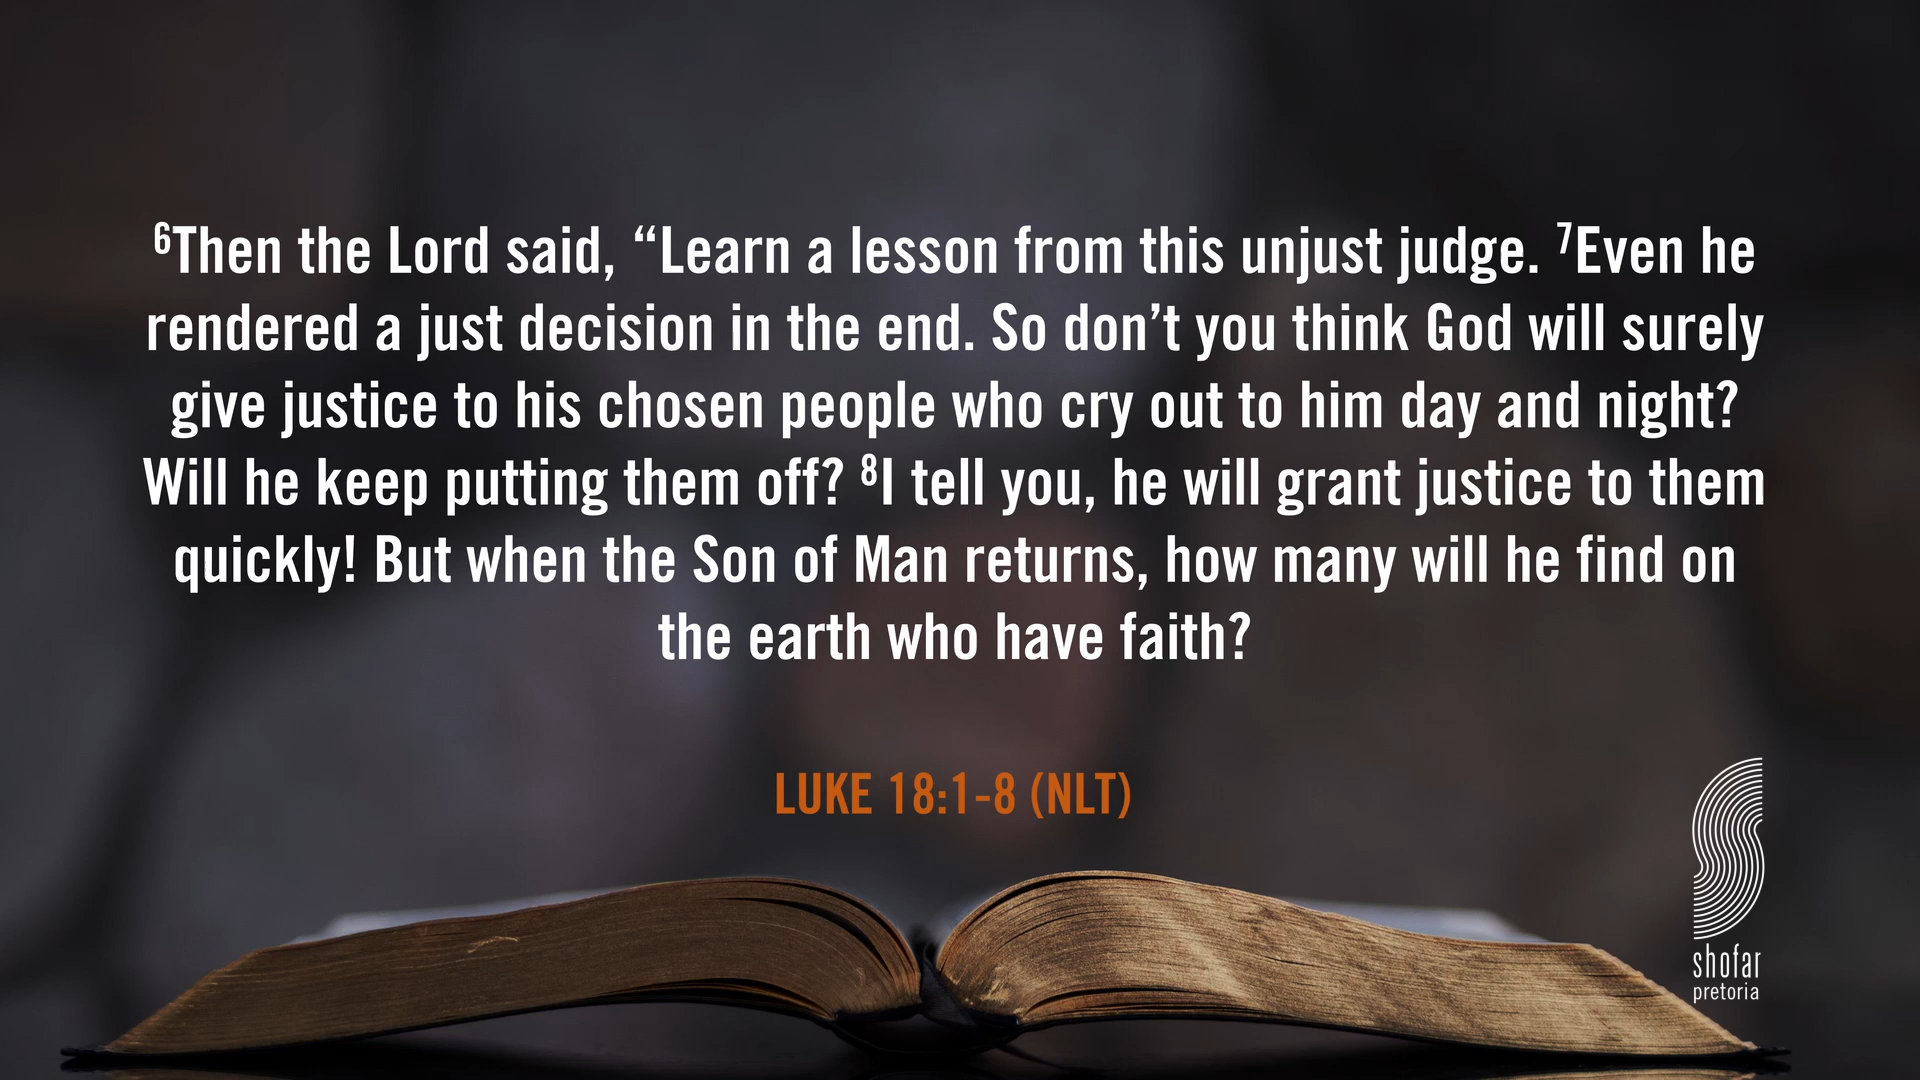 ⁶Then the Lord said, “Learn a lesson from this unjust judge. ⁷Even he
rendered a just decision in the end. So don’t you think God will surely
give justice to his chosen people who cry out to him day and night?
Will he keep putting them off? ⁸I tell you, he will grant justice to them
quickly! But when the Son of Man returns, how many will he find on
the earth who have faith?
LUKE 18:1-8 (NLT)
shofar
pretoria